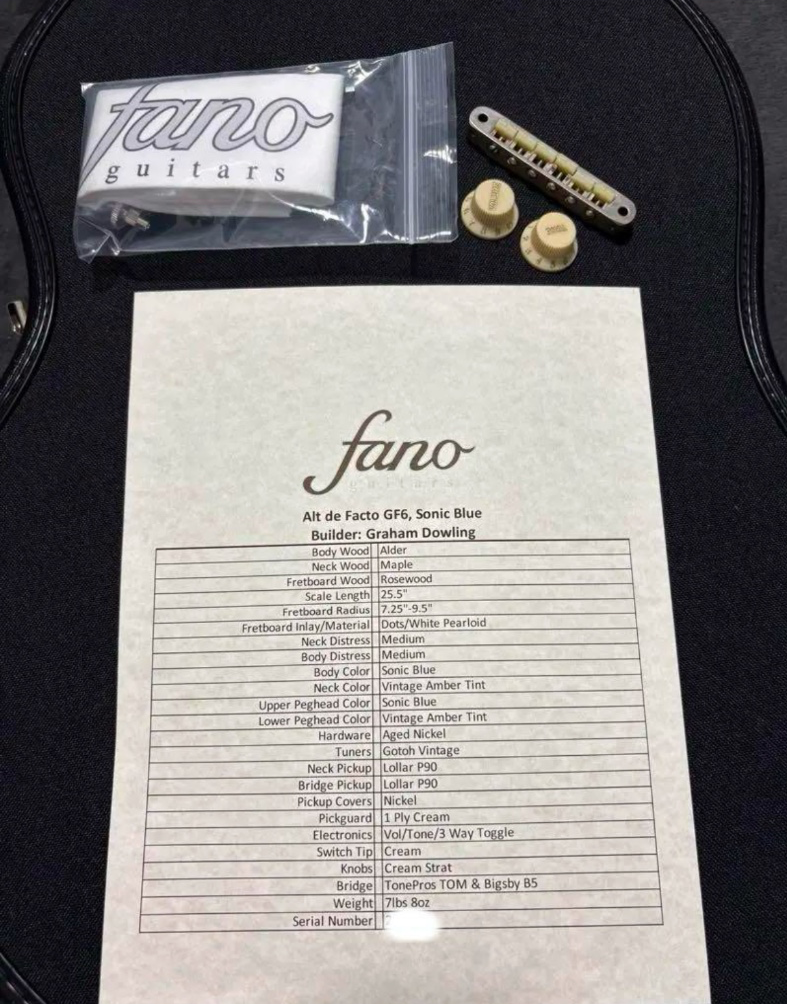 fano
guitars
VOLUME
TONE
fano
guitars
Alt de Facto GF6, Sonic Blue
Builder: Graham Dowling
Body Wood Alder
Neck Wood Maple
Fretboard Wood Rosewood
Scale Length 25.5"
Fretboard Radius 7.25"-9.5"
Fretboard Inlay/Material Dots/White Pearloid
Neck Distress Medium
Body Distress Medium
Body Color Sonic Blue
Neck Color Vintage Amber Tint
Upper Peghead Color Sonic Blue
Lower Peghead Color Vintage Amber Tint
Hardware Aged Nickel
Tuners Gotoh Vintage
Neck Pickup Lollar P90
Bridge Pickup Lollar P90
Pickup Covers Nickel
Pickguard 1 Ply Cream
Electronics Vol/Tone/3 Way Toggle
Switch Tip Cream
Knobs Cream Strat
Bridge TonePros TOM & Bigsby B5
Weight 7lbs 8oz
Serial Number